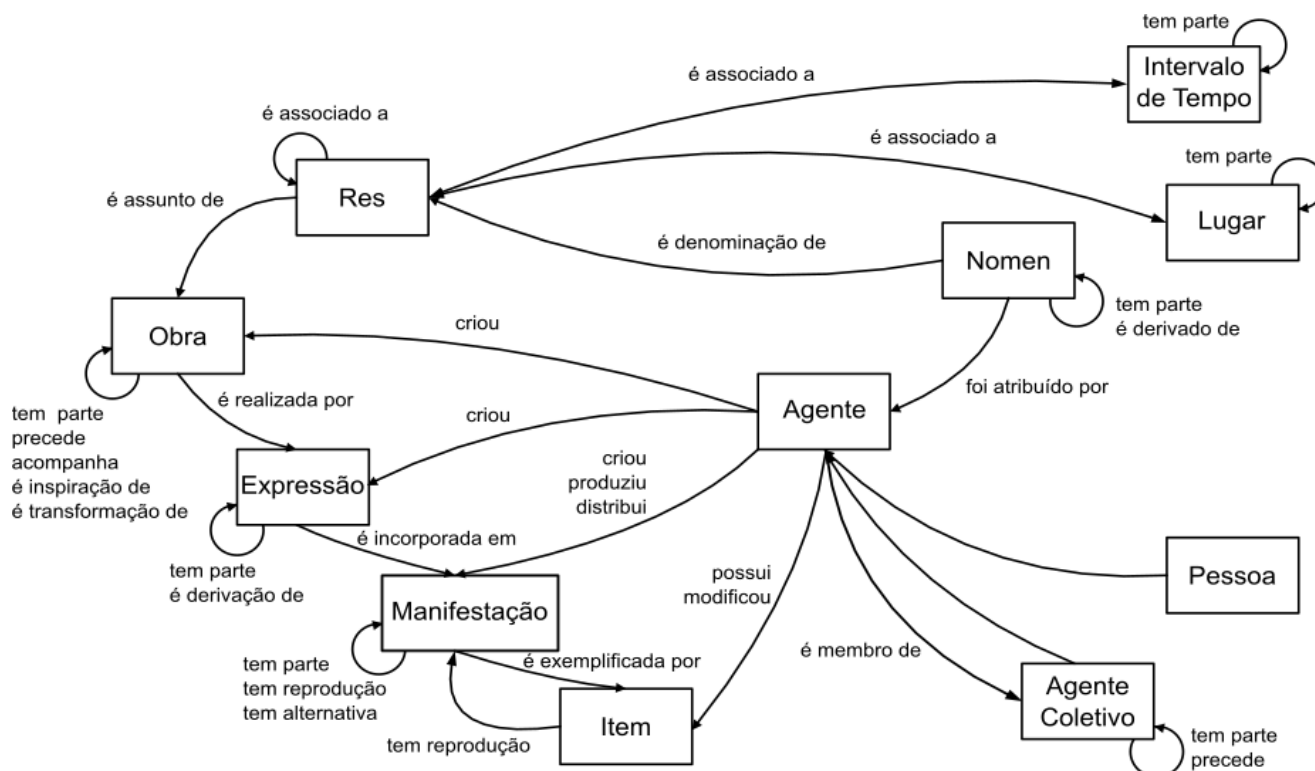 tem parte
Intervalo
de Tempo
é associado a
é associado a
é associado a
tem parte
Res
Lugar
é assunto de
é denominação de
Nomen
tem parte
é derivado de
Obra
criou
foi atribuído por
é realizada por
Agente
tem parte
precede
acompanha
é inspiração de
é transformação de
criou
Expressão
criou
produziu
distribui
é incorporada em
tem parte
é derivação de
possui
modificou
Pessoa
Manifestação
é exemplificada por
é membro de
tem parte
tem reprodução
tem alternativa
Item
tem reprodução
Agente
Coletivo
tem parte
precede